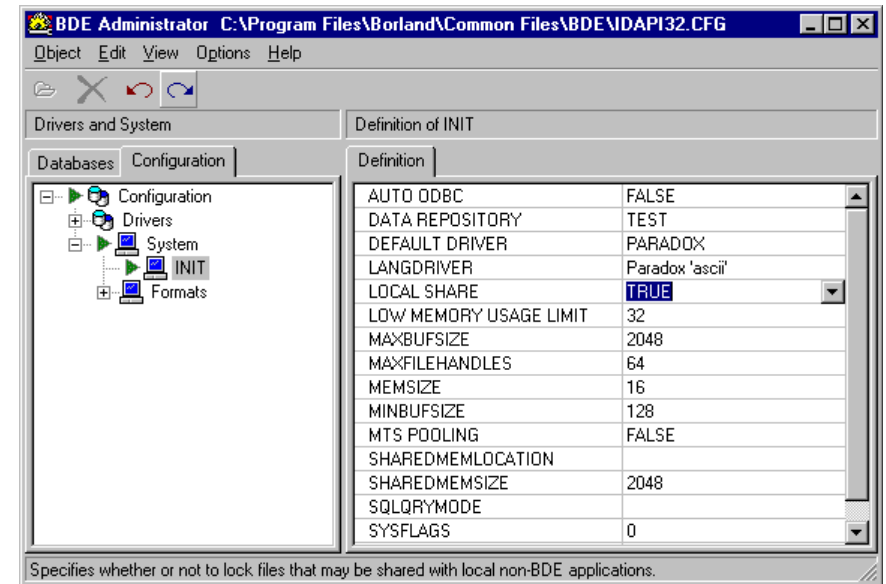 BDE Administrator C:\Program Files\Borland\Common Files\BDE\IDAPI32.CFG
Object Edit View Options Help
Drivers and System
Definition of INIT
Databases Configuration
Definition
Configuration
Drivers
System
INIT
Formats
AUTO ODBC FALSE
DATA REPOSITORY TEST
DEFAULT DRIVER PARADOX
LANGDRIVER Paradox 'ascii'
LOCAL SHARE TRUE
LOW MEMORY USAGE LIMIT 32
MAXBUFSIZE 2048
MAXFILEHANDLES 64
MEMSIZE 16
MINBUFSIZE 128
MTS POOLING FALSE
SHAREDMEMLOCATION
SHAREDMEMSIZE 2048
SQLQRYMODE
SYSFLAGS 0
Specifies whether or not to lock files that may be shared with local non-BDE applications.